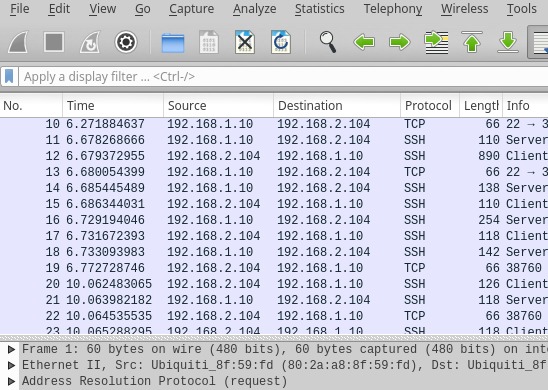 File Edit View Go Capture Analyze Statistics Telephony Wireless Tools
Apply a display filter ... <Ctrl-/>
No. Time Source Destination Protocol Lengtl Info
10 6.271884637 192.168.1.10 192.168.2.104 TCP 66 22 → 3
11 6.678268666 192.168.1.10 192.168.2.104 SSH 110 Server
12 6.679372955 192.168.2.104 192.168.1.10 SSH 890 Client
13 6.680054399 192.168.1.10 192.168.2.104 TCP 66 22 → 3
14 6.685445489 192.168.1.10 192.168.2.104 SSH 138 Server
15 6.686344031 192.168.2.104 192.168.1.10 SSH 110 Client
16 6.729194046 192.168.1.10 192.168.2.104 SSH 254 Server
17 6.731672393 192.168.2.104 192.168.1.10 SSH 118 Client
18 6.733093983 192.168.1.10 192.168.2.104 SSH 142 Server
19 6.772728746 192.168.2.104 192.168.1.10 TCP 66 38760
20 10.062483065 192.168.2.104 192.168.1.10 SSH 126 Client
21 10.063982182 192.168.1.10 192.168.2.104 SSH 118 Server
22 10.064535535 192.168.2.104 192.168.1.10 TCP 66 38760
23 10.065288295 192.168.2.104 192.168.1.10 SSH 118 Client
Frame 1: 60 bytes on wire (480 bits), 60 bytes captured (480 bits) on inte
Ethernet II, Src: Ubiquiti_8f:59:fd (80:2a:a8:8f:59:fd), Dst: Ubiquiti_8f
Address Resolution Protocol (request)